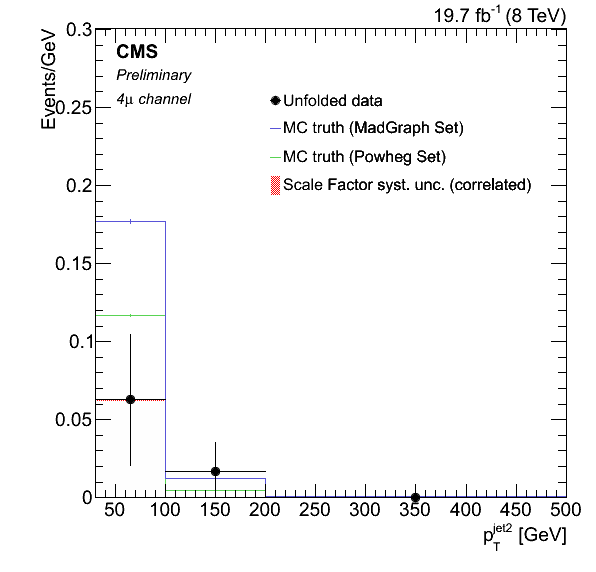 19.7 fb⁻¹ (8 TeV)
Events/GeV
CMS
Preliminary
4μ channel
Unfolded data
MC truth (MadGraph Set)
MC truth (Powheg Set)
Scale Factor syst. unc. (correlated)
0.3
0.25
0.2
0.15
0.1
0.05
0
50 100 150 200 250 300 350 400 450 500
p_T^jet2 [GeV]